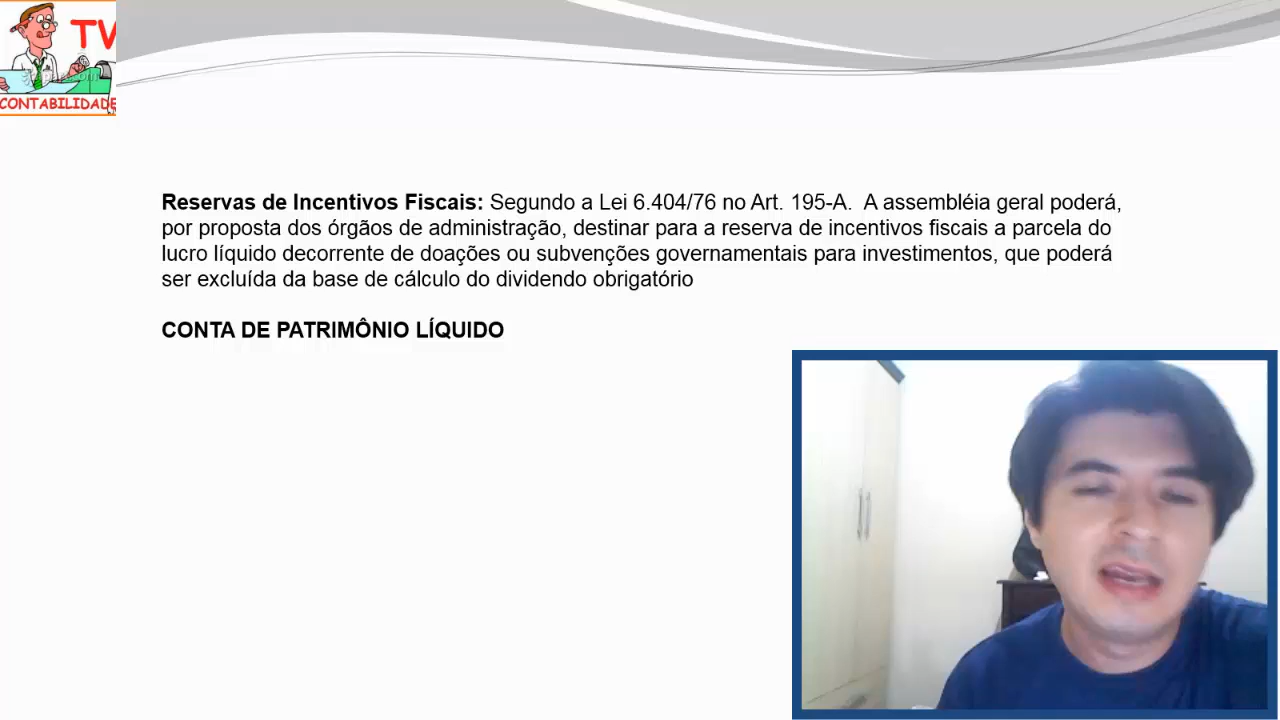 TV
CONTABILIDADE
Reservas de Incentivos Fiscais: Segundo a Lei 6.404/76 no Art. 195-A. A assembléia geral poderá,
por proposta dos órgãos de administração, destinar para a reserva de incentivos fiscais a parcela do
lucro líquido decorrente de doações ou subvenções governamentais para investimentos, que poderá
ser excluída da base de cálculo do dividendo obrigatório
CONTA DE PATRIMÔNIO LÍQUIDO